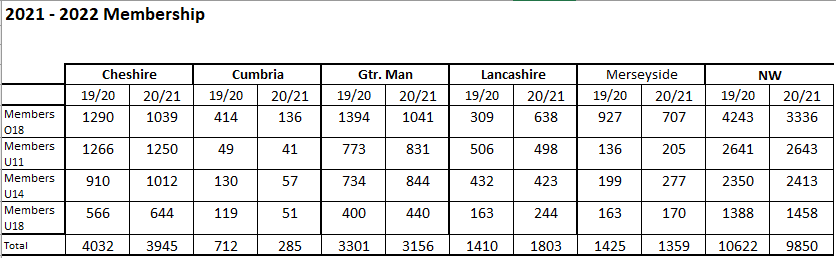 2021 - 2022 Membership
Cheshire Cumbria Gtr. Man Lancashire Merseyside NW
19/20 20/21 19/20 20/21 19/20 20/21 19/20 20/21 19/20 20/21 19/20 20/21
Members O18 1290 1039 414 136 1394 1041 309 638 927 707 4243 3336
Members U11 1266 1250 49 41 773 831 506 498 136 205 2641 2643
Members U14 910 1012 130 57 734 844 432 423 199 277 2350 2413
Members U18 566 644 119 51 400 440 163 244 163 170 1388 1458
Total 4032 3945 712 285 3301 3156 1410 1803 1425 1359 10622 9850